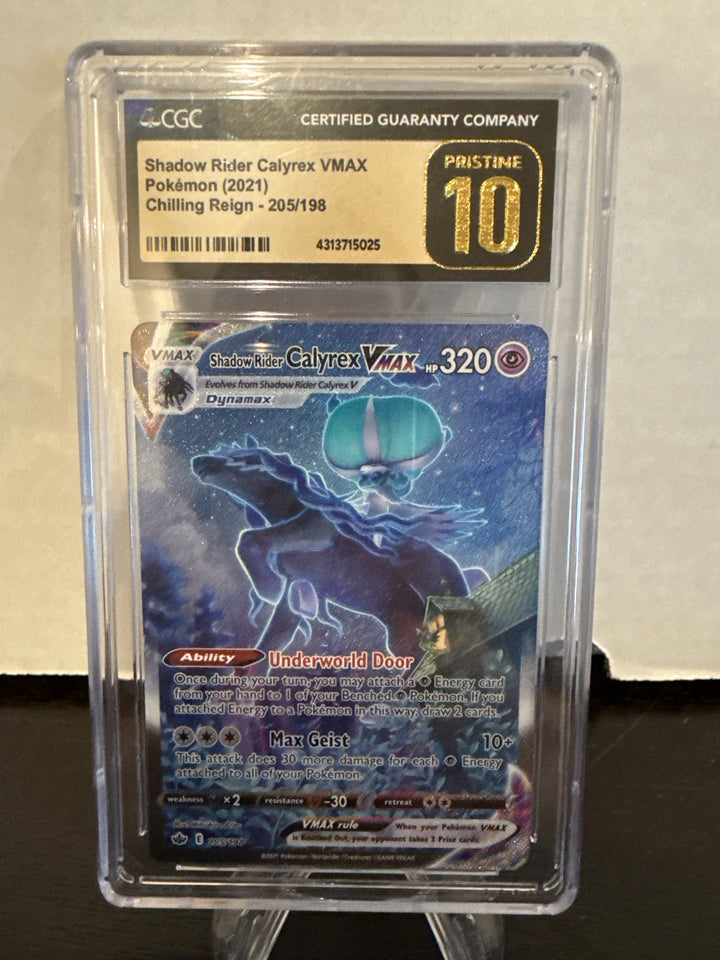 CGC
CERTIFIED GUARANTY COMPANY
Shadow Rider Calyrex VMAX
Pokémon (2021)
Chilling Reign - 205/198
4313715025
PRISTINE
10
VMAX
Shadow Rider Calyrex VMAX HP 320
Evolves from Shadow Rider Calyrex V
Dynamax
Ability Underworld Door
Once during your turn, you may attach a Energy card
from your hand to 1 of your Benched Pokémon. If you
attached Energy to a Pokémon in this way, draw 2 cards.
Max Geist 10+
This attack does 30 more damage for each Energy
attached to all of your Pokémon.
weakness ×2 resistance -30 retreat
VMAX rule When your Pokémon VMAX
is Knocked Out, your opponent takes 3 Prize cards.
E 205/198
©2021 Pokémon / Nintendo / Creatures / GAME FREAK